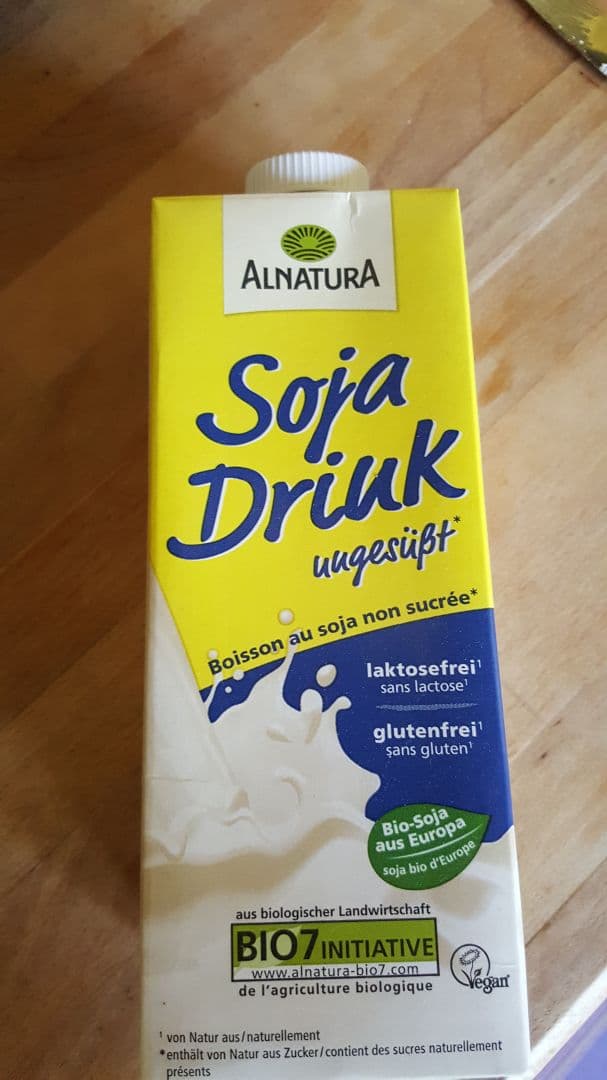 ALNATURA
Soja
Drink
ungesüßt*
Boisson au soja non sucrée*
laktosefrei¹
sans lactose¹
glutenfrei¹
sans gluten¹
Bio-Soja
aus Europa
soja bio d'Europe
aus biologischer Landwirtschaft
BIO7 INITIATIVE
www.alnatura-bio7.com
de l'agriculture biologique
Vegan
¹ von Natur aus/naturellement
*enthält von Natur aus Zucker/contient des sucres naturellement
présents